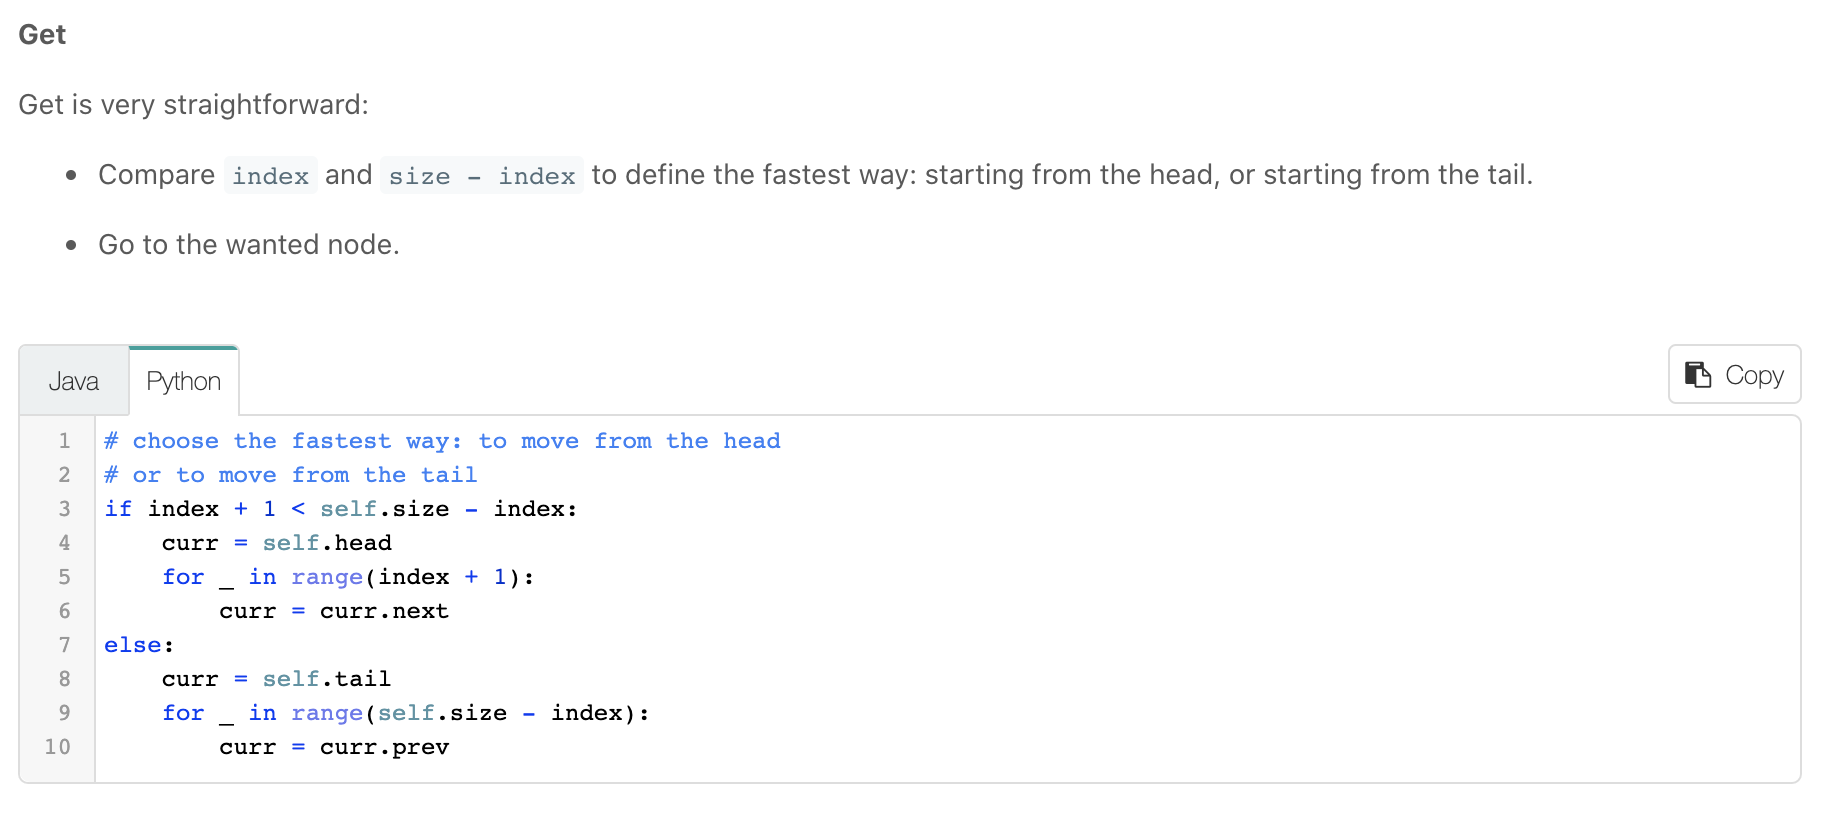 Get
Get is very straightforward:
• Compare index and size - index to define the fastest way: starting from the head, or starting from the tail.
• Go to the wanted node.
Java Python Copy
1 # choose the fastest way: to move from the head
2 # or to move from the tail
3 if index + 1 < self.size - index:
4     curr = self.head
5     for _ in range(index + 1):
6         curr = curr.next
7 else:
8     curr = self.tail
9     for _ in range(self.size - index):
10         curr = curr.prev